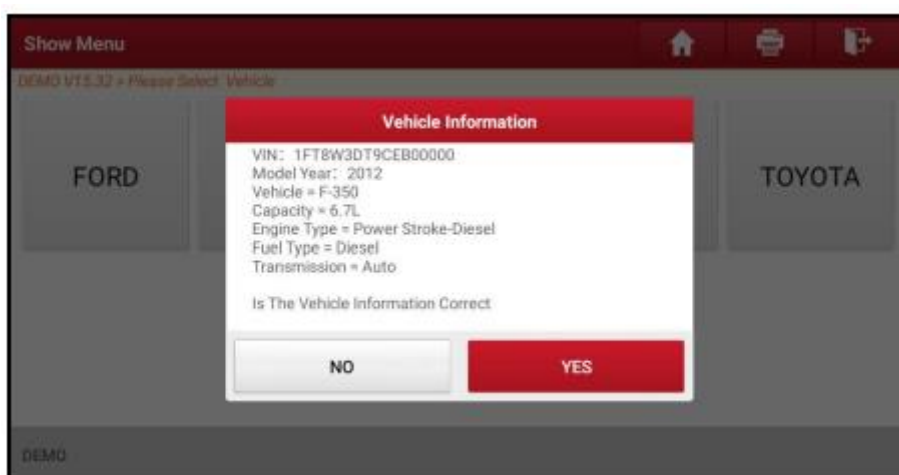 Show Menu
DEMO V15.32 > Please Select Vehicle
Vehicle Information
VIN: 1FT8W3DT9CEB00000
Model Year: 2012
Vehicle = F-350
Capacity = 6.7L
Engine Type = Power Stroke-Diesel
Fuel Type = Diesel
Transmission = Auto
Is The Vehicle Information Correct
FORD
TOYOTA
NO
YES
DEMO